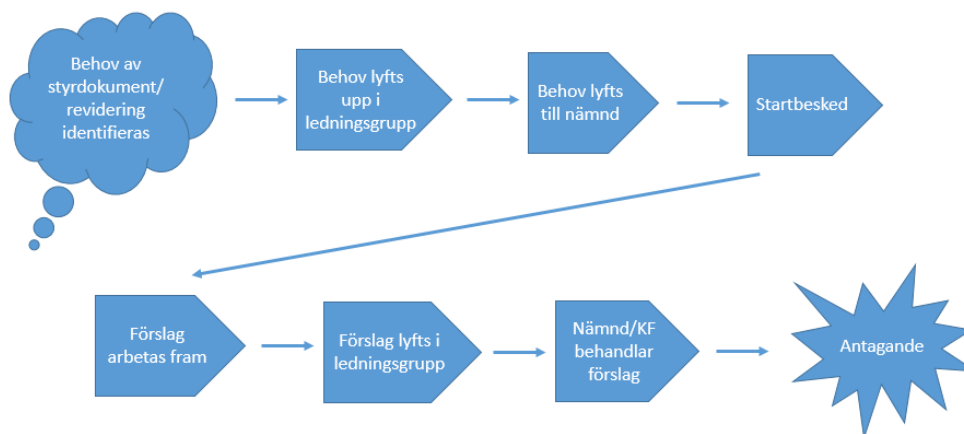 Behov av
styrdokument/
revidering
identifieras
Behov lyfts
upp i
ledningsgrupp
Behov lyfts
till nämnd
Startbesked
Förslag
arbetas fram
Förslag lyfts i
ledningsgrupp
Nämnd/KF
behandlar
förslag
Antagande